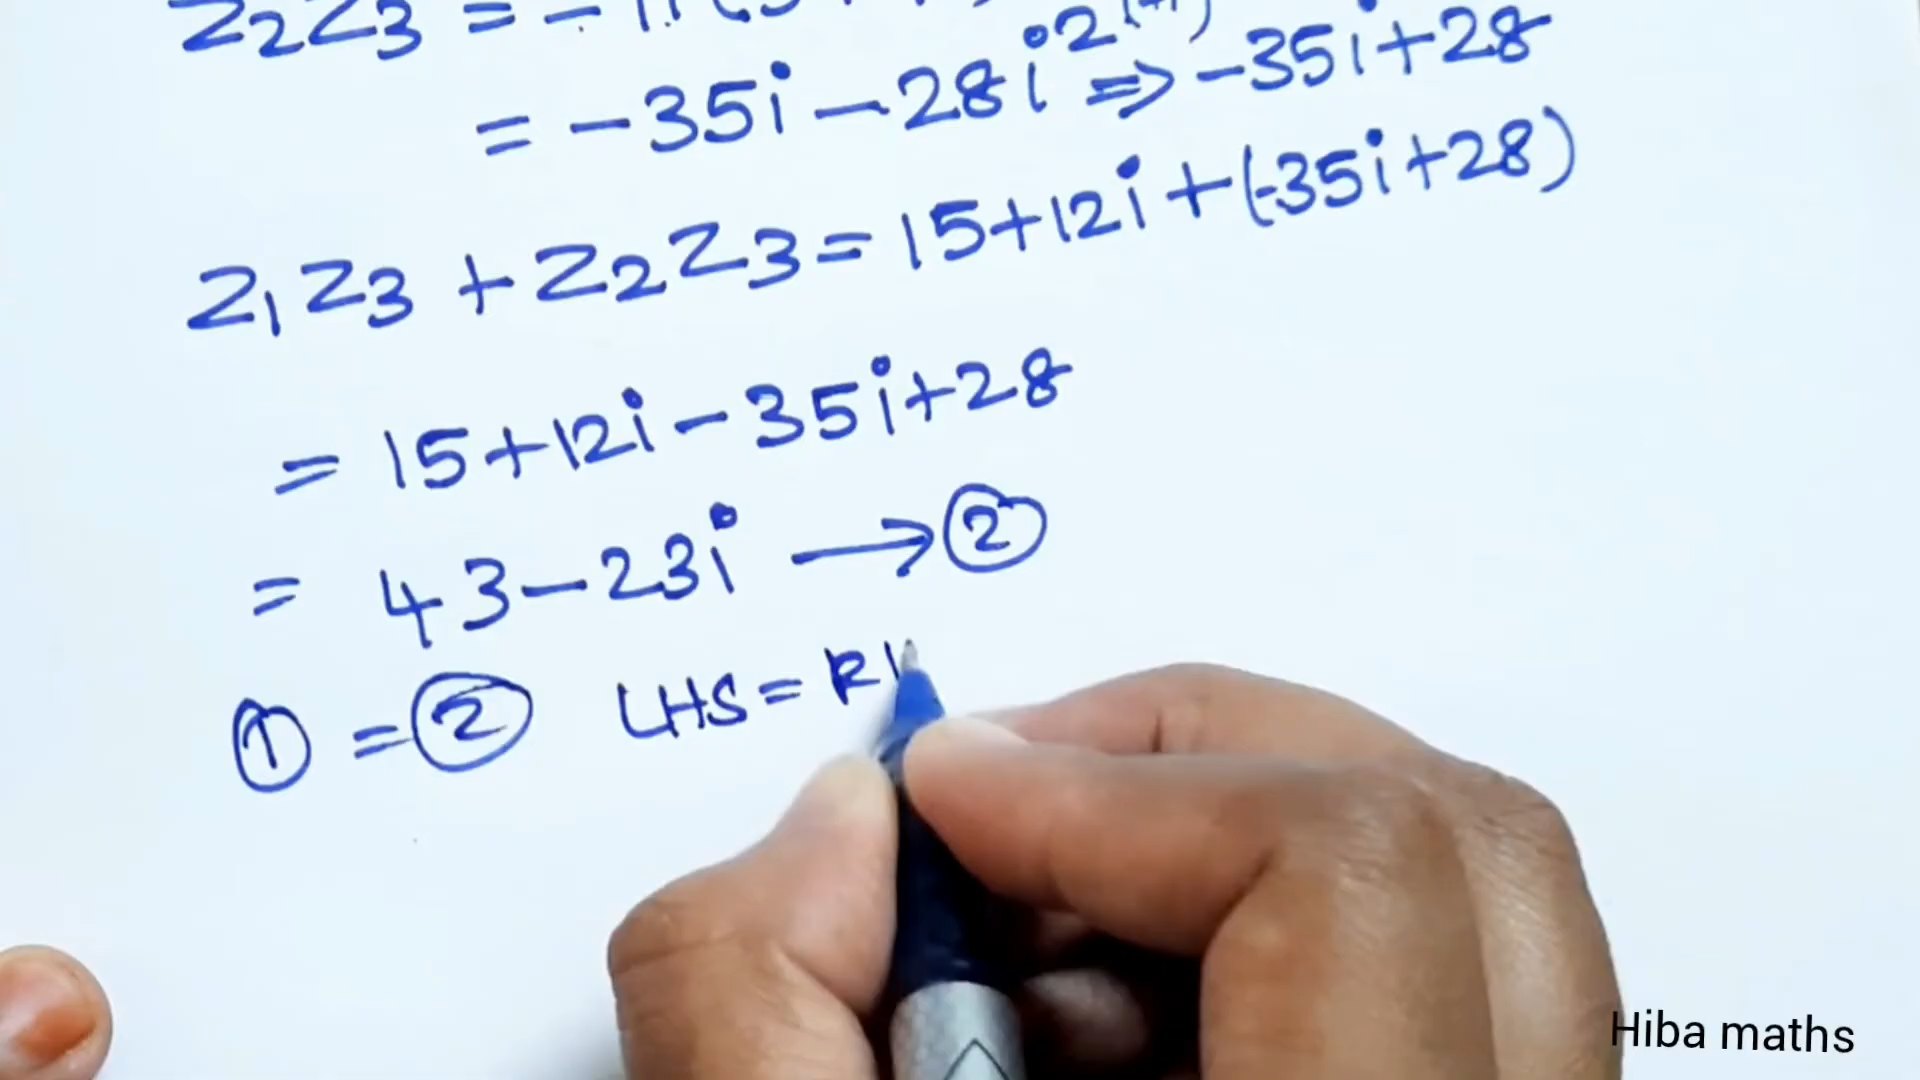 Z2Z3 = -
= -35i - 28i2 ⇒ -35i + 28
Z1Z3 + Z2Z3 = 15+12i + (-35i+28)
= 15+12i - 35i + 28
= 43 - 23i → ②
① = ② LHS = R
Hiba maths